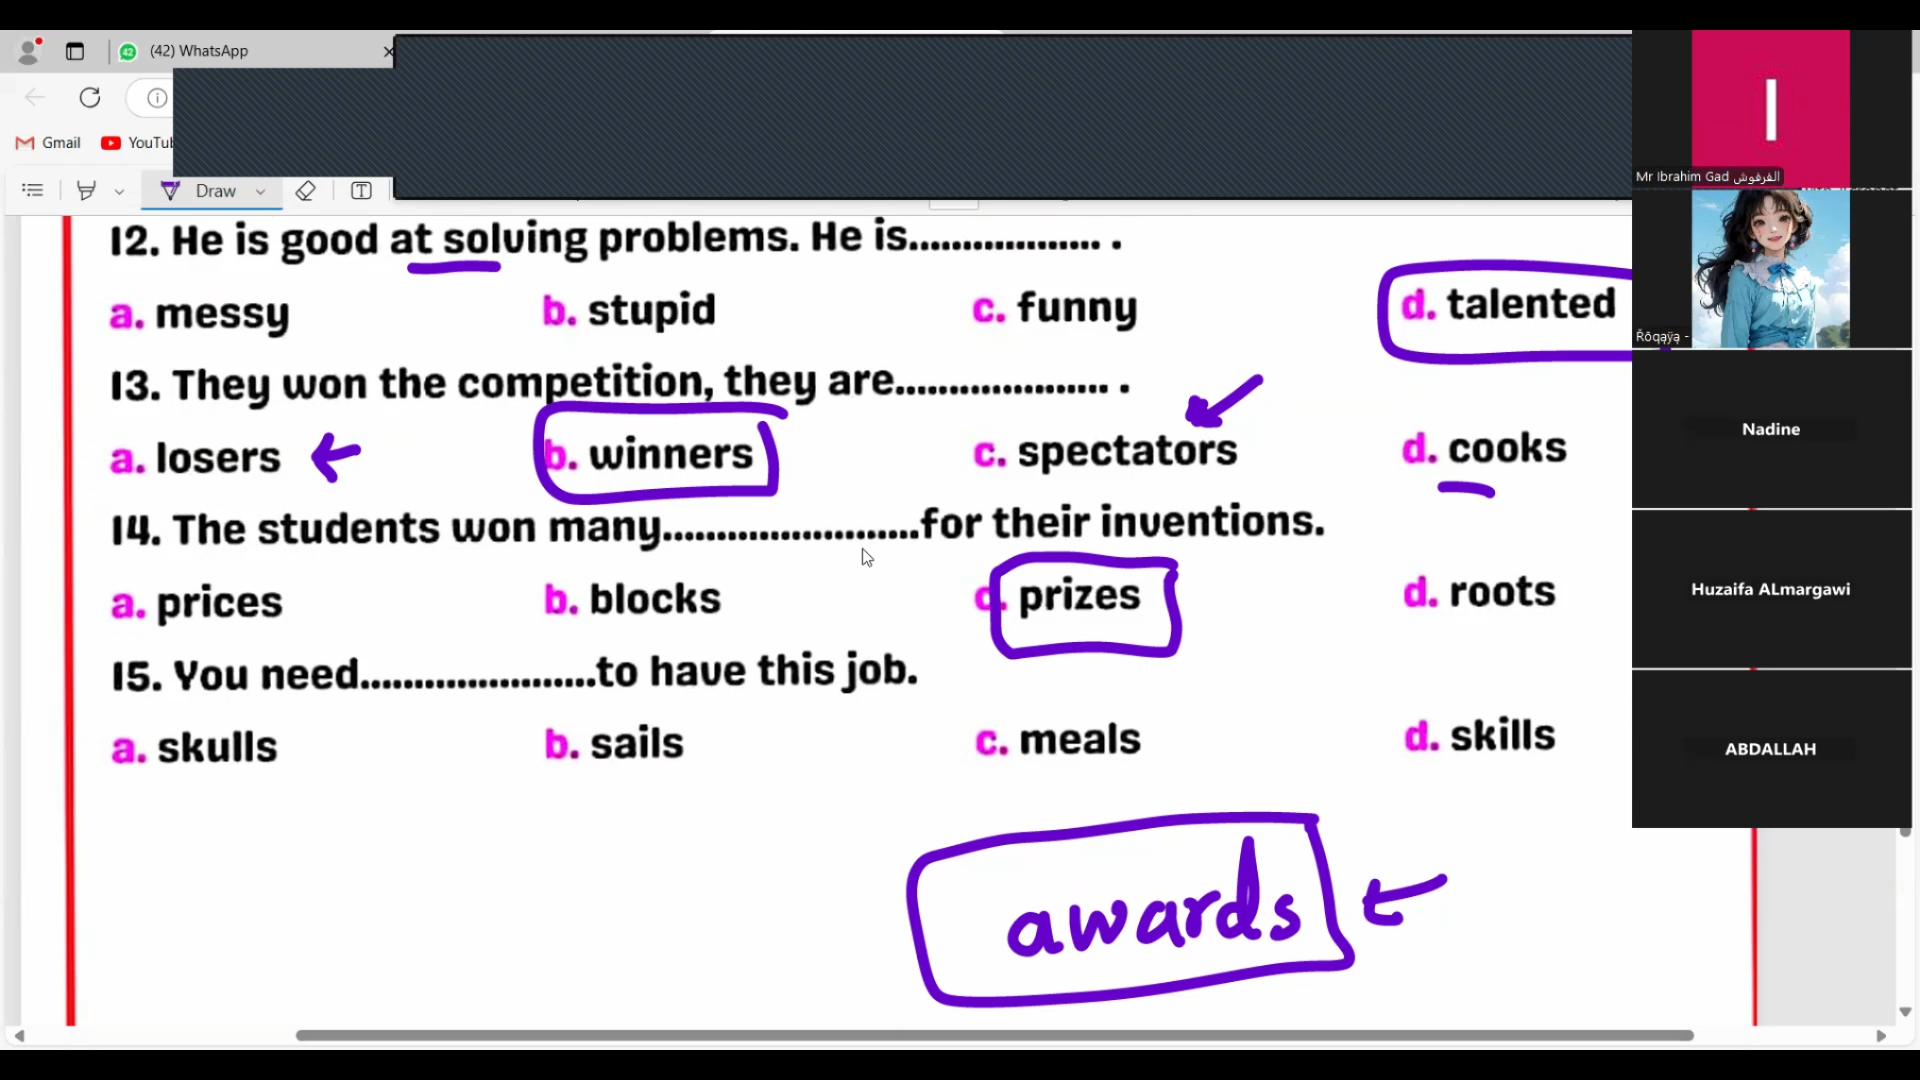 (42) WhatsApp
Gmail YouTub
Draw
12. He is good at solving problems. He is.................. .
a. messy b. stupid c. funny d. talented
13. They won the competition, they are.................... .
a. losers b. winners c. spectators d. cooks
14. The students won many........................for their inventions.
a. prices b. blocks c. prizes d. roots
15. You need......................to have this job.
a. skulls b. sails c. meals d. skills
awards
I
Mr Ibrahim Gad الفرفوش
Řōqąÿą -
Nadine
Huzaifa ALmargawi
ABDALLAH